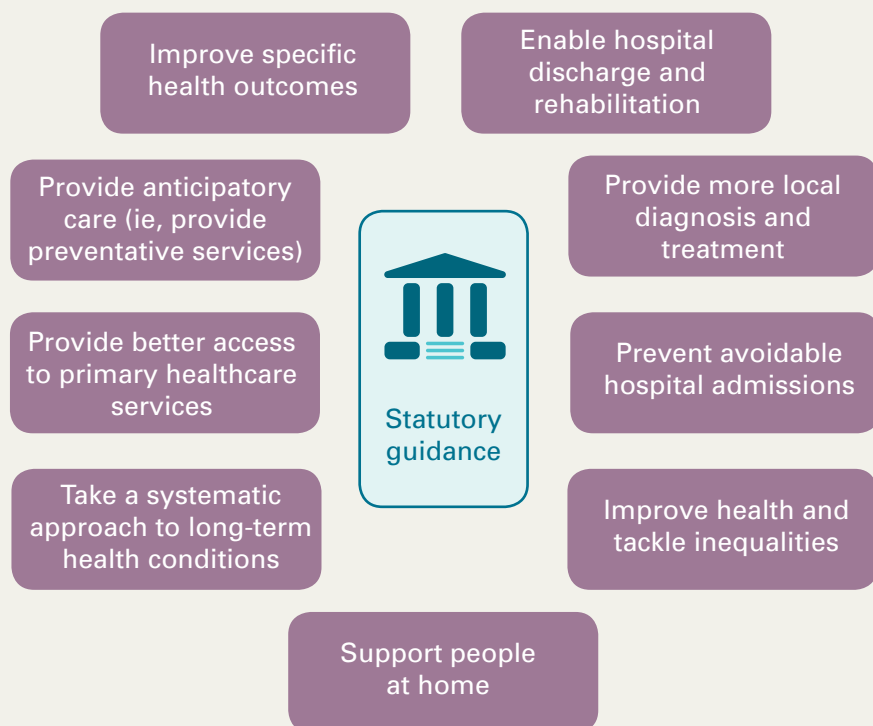 Improve specific
health outcomes
Enable hospital
discharge and
rehabilitation
Provide anticipatory
care (ie, provide
preventative services)
Provide more local
diagnosis and
treatment
Provide better access
to primary healthcare
services
Statutory
guidance
Prevent avoidable
hospital admissions
Take a systematic
approach to long-term
health conditions
Improve health and
tackle inequalities
Support people
at home